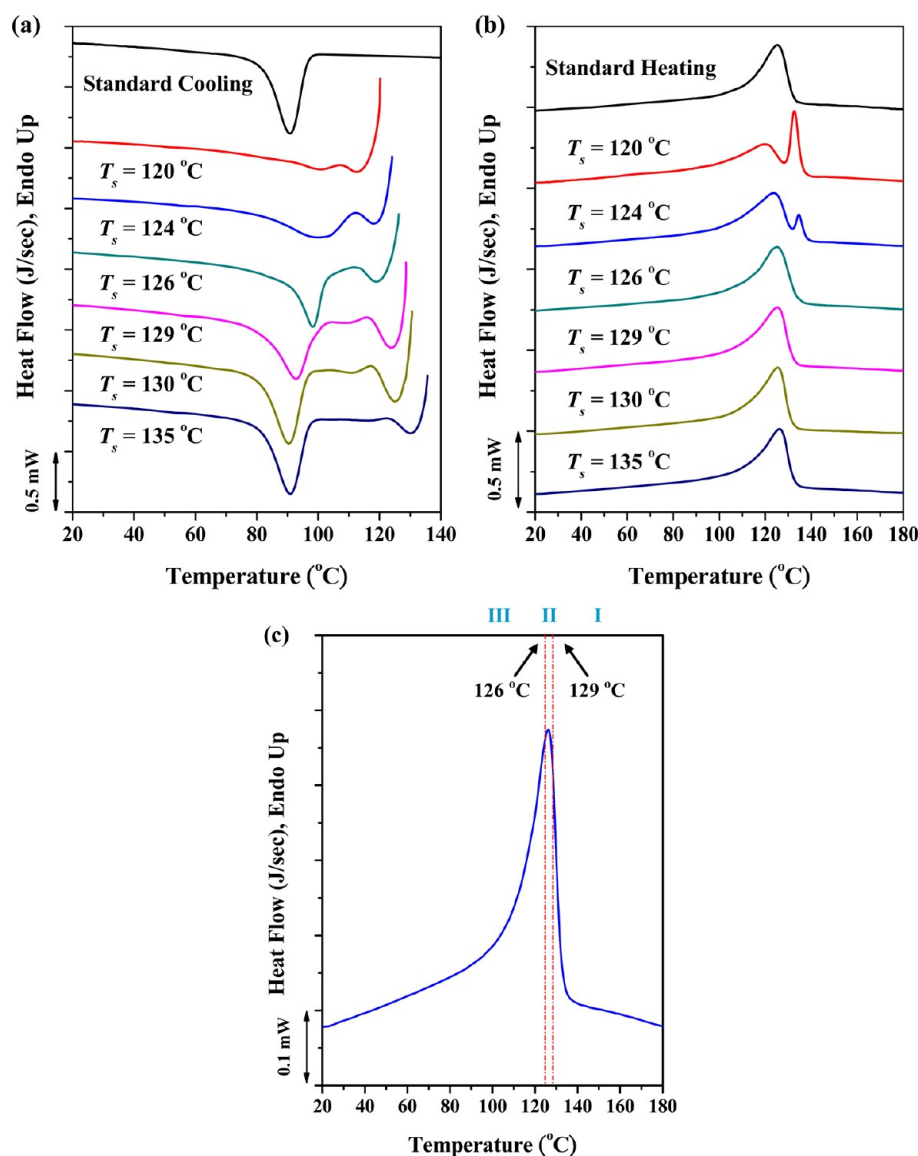 (a)
Standard Cooling
Tₛ = 120 °C
Tₛ = 124 °C
Tₛ = 126 °C
Tₛ = 129 °C
Tₛ = 130 °C
Tₛ = 135 °C
Heat Flow (J/sec), Endo Up
0.5 mW
20 40 60 80 100 120 140
Temperature (°C)
(b)
Standard Heating
Tₛ = 120 °C
Tₛ = 124 °C
Tₛ = 126 °C
Tₛ = 129 °C
Tₛ = 130 °C
Tₛ = 135 °C
Heat Flow (J/sec), Endo Up
0.5 mW
20 40 60 80 100 120 140 160 180
Temperature (°C)
(c)
III II I
126 °C 129 °C
Heat Flow (J/sec), Endo Up
0.1 mW
20 40 60 80 100 120 140 160 180
Temperature (°C)